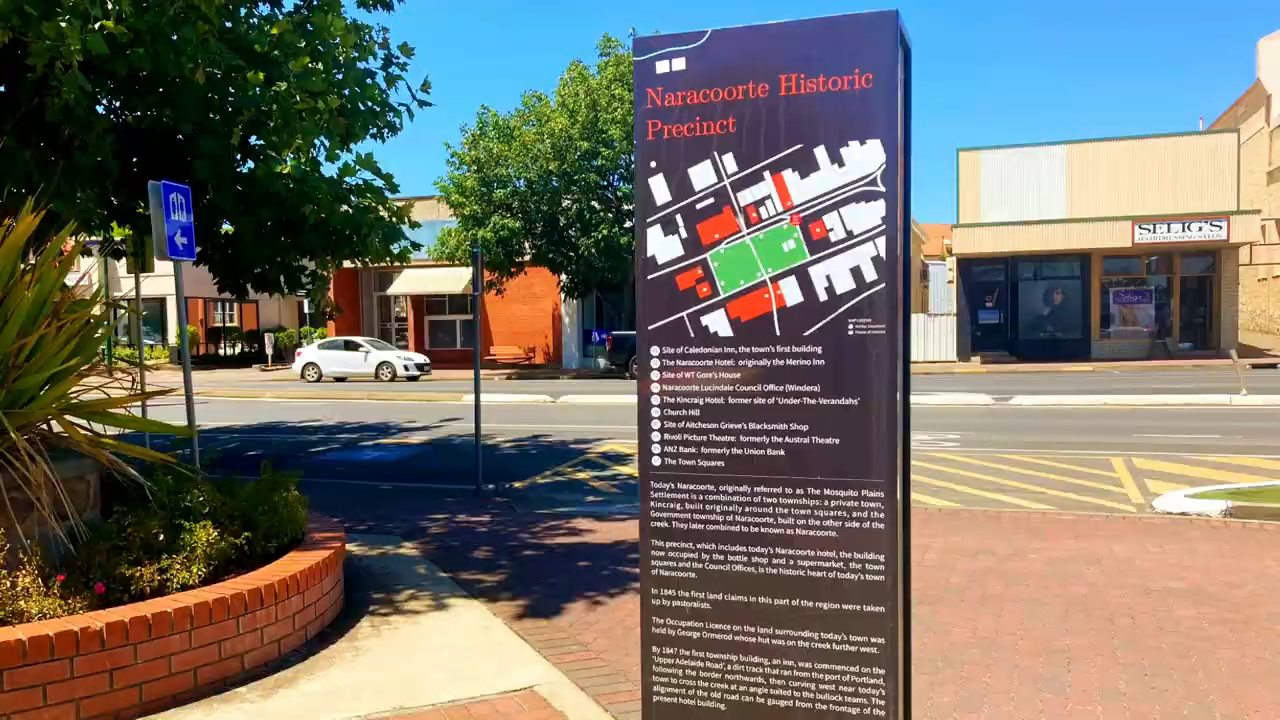 Naracoorte Historic
Precinct
Site of Caledonian Inn, the town's first building
The Naracoorte Hotel: originally the Merino Inn
Site of WT Gore's House
Naracoorte Lucindale Council Office (Windera)
The Kincraig Hotel: former site of 'Under-The-Verandahs'
Church Hill
Site of Aitcheson Grieve's Blacksmith Shop
Rivoli Picture Theatre: formerly the Austral Theatre
ANZ Bank: formerly the Union Bank
The Town Squares
Today's Naracoorte, originally referred to as The Mosquito Plains
Settlement is a combination of two townships: a private town,
Kincraig, built originally around the town squares, and the
Government township of Naracoorte, built on the other side of the
creek. They later combined to be known as Naracoorte.
This precinct, which includes today's Naracoorte hotel, the building
now occupied by the bottle shop and a supermarket, the town
squares and the Council Offices, is the historic heart of today's town
of Naracoorte.
In 1845 the first land claims in this part of the region were taken
up by pastoralists.
The Occupation Licence on the land surrounding today's town was
held by George Ormerod whose hut was on the creek further west.
By 1847 the first township building, an inn, was commenced on the
'Upper Adelaide Road', a dirt track that ran from the port of Portland,
following the border northwards, then curving west near today's
town to cross the creek at an angle suited to the bullock teams. The
alignment of the old road can be gauged from the frontage of the
present hotel building.
SELIG'S
HAIRDRESSING SALON
Selig's